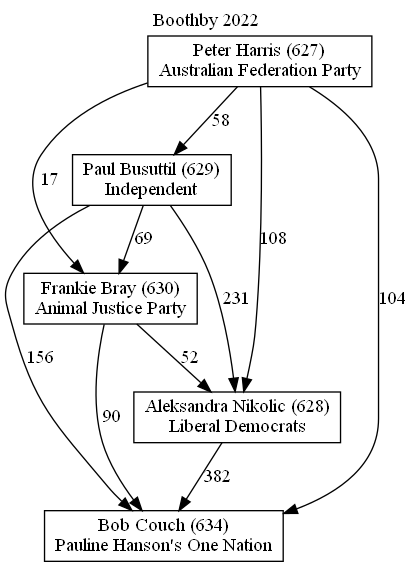 Boothby 2022
Peter Harris (627)
Australian Federation Party
58
Paul Busuttil (629)
Independent
17
69
108
Frankie Bray (630)
Animal Justice Party
231
104
156
52
90
Aleksandra Nikolic (628)
Liberal Democrats
382
Bob Couch (634)
Pauline Hanson's One Nation